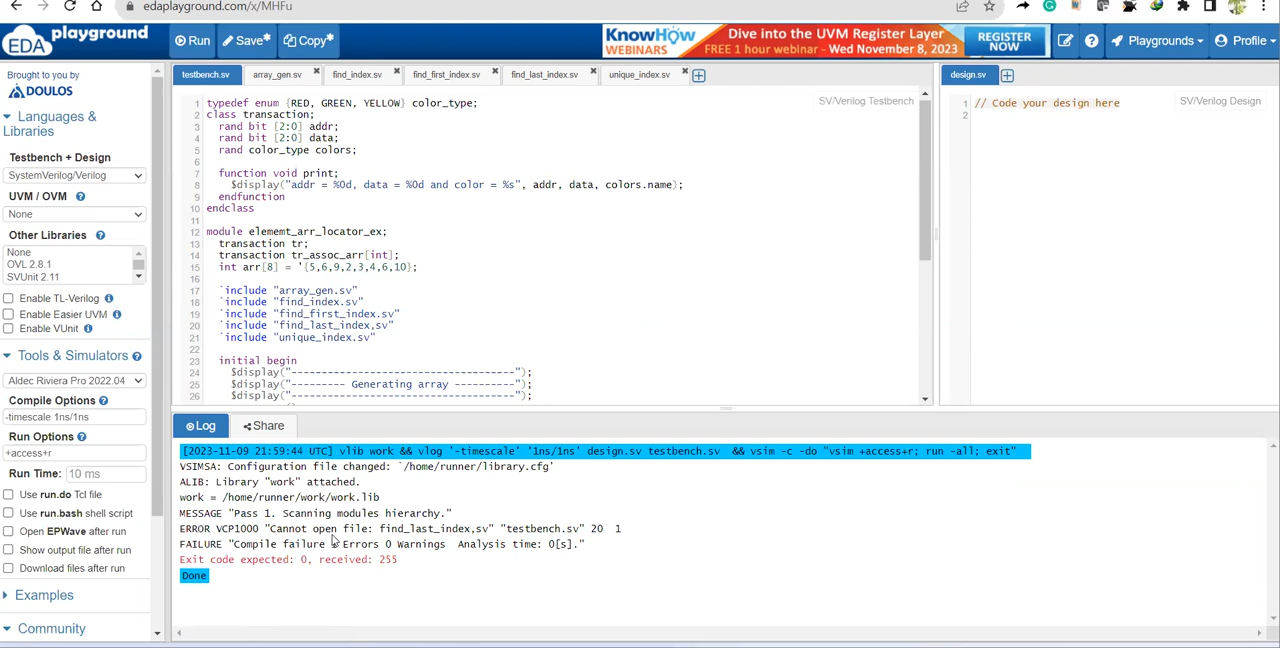 edaplayground.com/x/MHFu
EDA playground
Run
Save*
Copy*
KnowHow WEBINARS
Dive into the UVM Register Layer
FREE 1 hour webinar - Wed November 8, 2023
REGISTER NOW
Playgrounds
Profile
Brought to you by
DOULOS
Languages & Libraries
Testbench + Design
SystemVerilog/Verilog
UVM / OVM
None
Other Libraries
None
OVL 2.8.1
SVUnit 2.11
Enable TL-Verilog
Enable Easier UVM
Enable VUnit
Tools & Simulators
Aldec Riviera Pro 2022.04
Compile Options
-timescale 1ns/1ns
Run Options
+access+r
Run Time: 10 ms
Use run.do Tcl file
Use run.bash shell script
Open EPWave after run
Show output file after run
Download files after run
Examples
Community
testbench.sv
array_gen.sv
find_index.sv
find_first_index.sv
find_last_index.sv
unique_index.sv
SV/Verilog Testbench
1 typedef enum {RED, GREEN, YELLOW} color_type;
2 class transaction;
3 rand bit [2:0] addr;
4 rand bit [2:0] data;
5 rand color_type colors;
6
7 function void print;
8 $display("addr = %0d, data = %0d and color = %s", addr, data, colors.name);
9 endfunction
10 endclass
11
12 module elememt_arr_locator_ex;
13 transaction tr;
14 transaction tr_assoc_arr[int];
15 int arr[8] = '{5,6,9,2,3,4,6,10};
16
17 `include "array_gen.sv"
18 `include "find_index.sv"
19 `include "find_first_index.sv"
20 `include "find_last_index,sv"
21 `include "unique_index.sv"
22
23 initial begin
24 $display("------------------------------------");
25 $display("--------- Generating array ----------");
26 $display("------------------------------------");
design.sv
SV/Verilog Design
1 // Code your design here
2
Log
Share
[2023-11-09 21:59:44 UTC] vlib work && vlog '-timescale' '1ns/1ns' design.sv testbench.sv && vsim -c -do "vsim +access+r; run -all; exit"
VSIMSA: Configuration file changed: `/home/runner/library.cfg'
ALIB: Library "work" attached.
work = /home/runner/work/work.lib
MESSAGE "Pass 1. Scanning modules hierarchy."
ERROR VCP1000 "Cannot open file: find_last_index,sv" "testbench.sv" 20 1
FAILURE "Compile failure Errors 0 Warnings Analysis time: 0[s]."
Exit code expected: 0, received: 255
Done